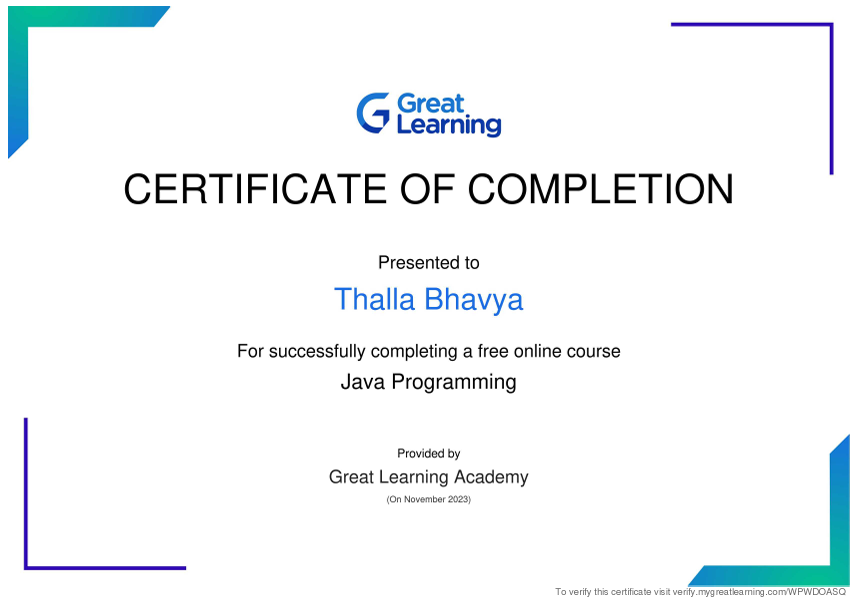 Great
Learning
CERTIFICATE OF COMPLETION
Presented to
Thalla Bhavya
For successfully completing a free online course
Java Programming
Provided by
Great Learning Academy
(On November 2023)
To verify this certificate visit verify.mygreatlearning.com/WPWDOASQ